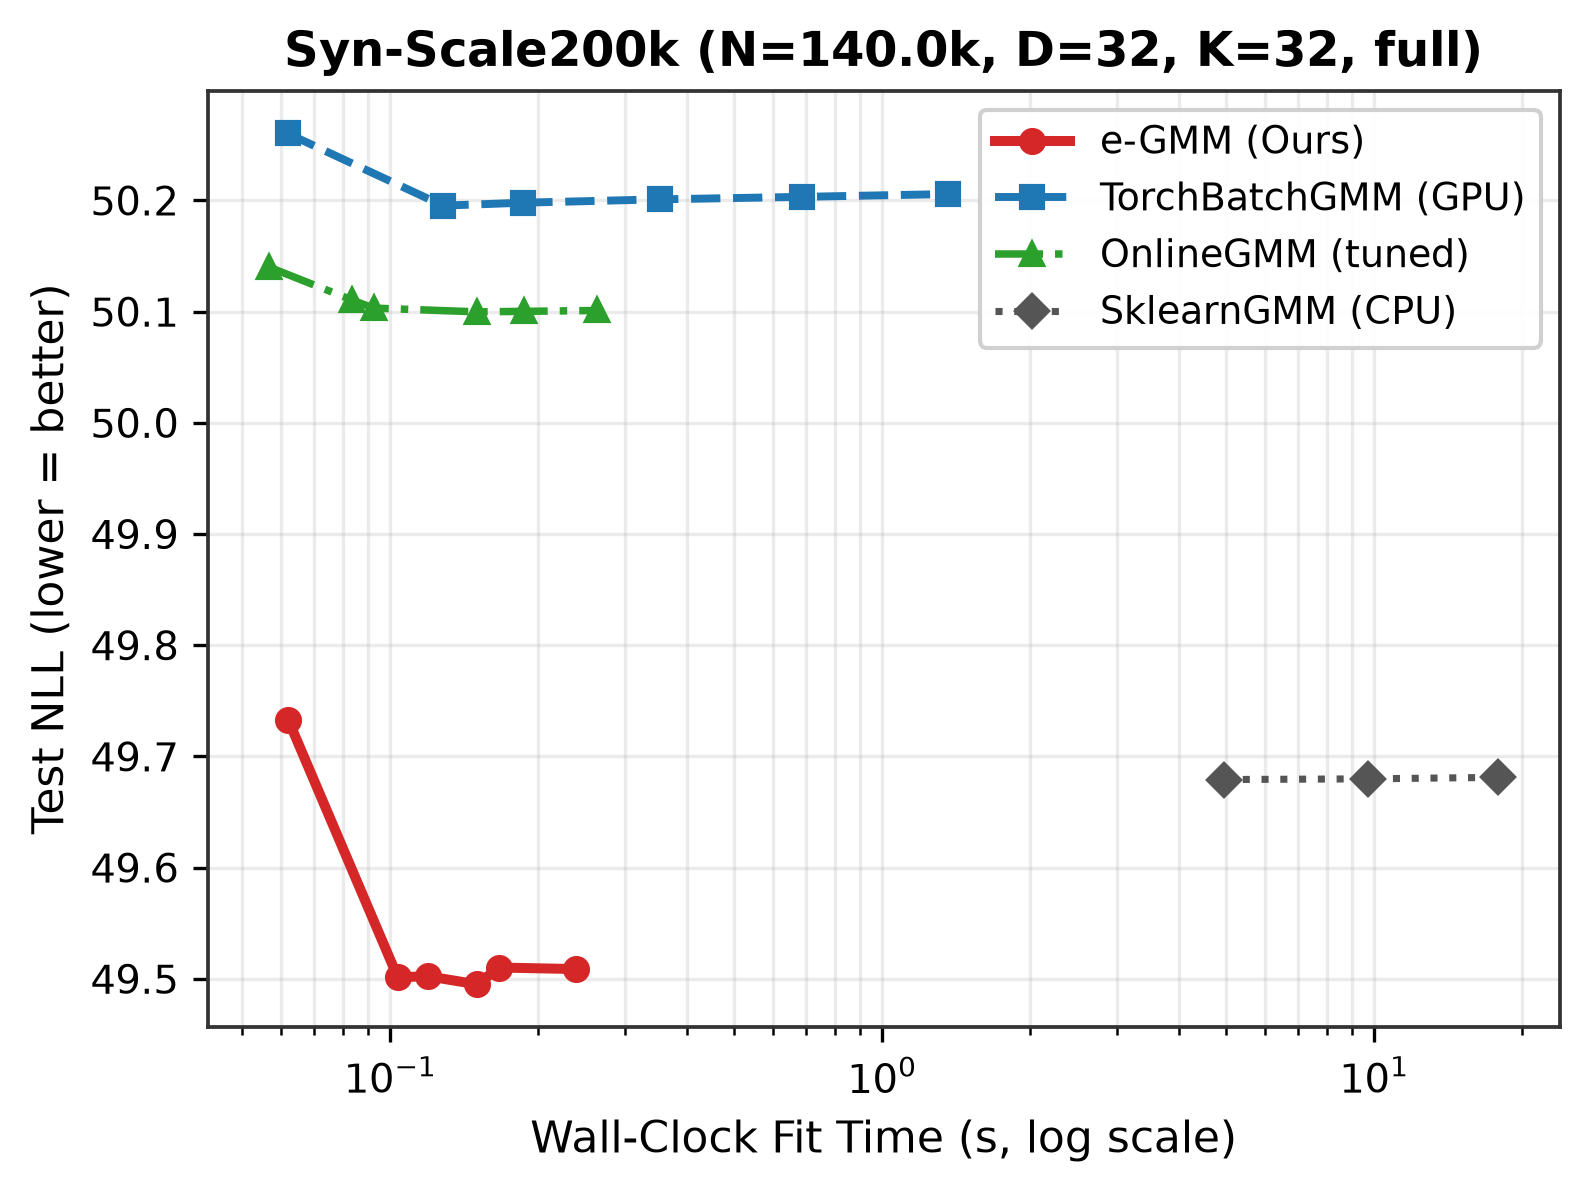 Syn-Scale200k (N=140.0k, D=32, K=32, full)
e-GMM (Ours)
TorchBatchGMM (GPU)
OnlineGMM (tuned)
SklearnGMM (CPU)
Test NLL (lower = better)
50.2
50.1
50.0
49.9
49.8
49.7
49.6
49.5
10⁻¹
10⁰
10¹
Wall-Clock Fit Time (s, log scale)